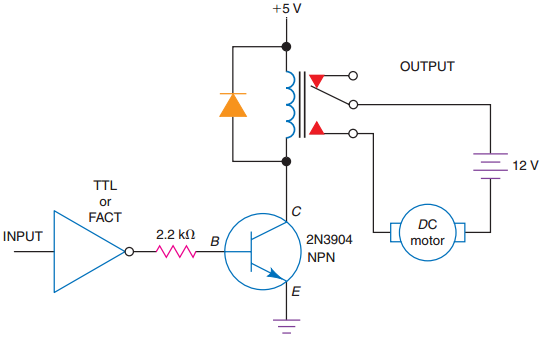 +5 V
OUTPUT
12 V
TTL
or
FACT
INPUT
2.2 kΩ
B
C
2N3904
NPN
E
DC
motor